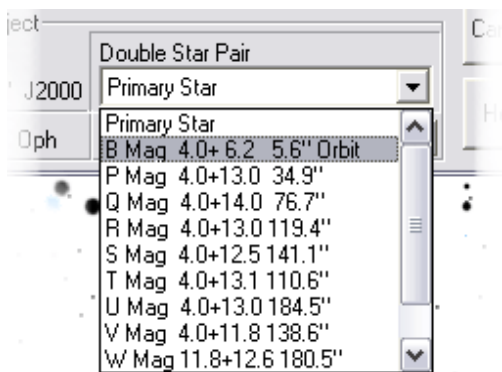 ject
Ca
Double Star Pair
J2000
Primary Star
Oph
Primary Star
B Mag 4.0+ 6.2 5.6" Orbit
P Mag 4.0+13.0 34.9"
Q Mag 4.0+14.0 76.7"
R Mag 4.0+13.0 119.4"
S Mag 4.0+12.5 141.1"
T Mag 4.0+13.1 110.6"
U Mag 4.0+13.0 184.5"
V Mag 4.0+11.8 138.6"
W Mag 11.8+12.6 180.5"